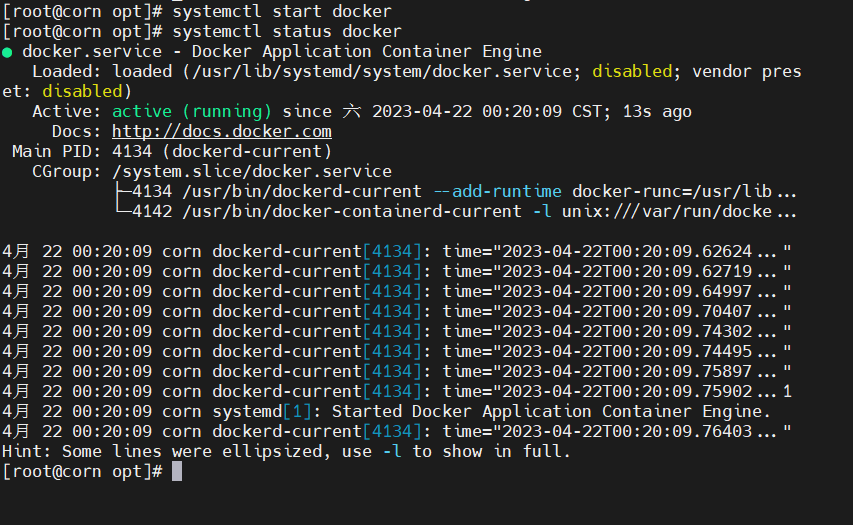 [root@corn opt]# systemctl start docker
[root@corn opt]# systemctl status docker
● docker.service - Docker Application Container Engine
   Loaded: loaded (/usr/lib/systemd/system/docker.service; disabled; vendor pres
et: disabled)
   Active: active (running) since 六 2023-04-22 00:20:09 CST; 13s ago
     Docs: http://docs.docker.com
 Main PID: 4134 (dockerd-current)
   CGroup: /system.slice/docker.service
           ├─4134 /usr/bin/dockerd-current --add-runtime docker-runc=/usr/lib...
           └─4142 /usr/bin/docker-containerd-current -l unix:///var/run/docke...
4月 22 00:20:09 corn dockerd-current[4134]: time="2023-04-22T00:20:09.62624..."
4月 22 00:20:09 corn dockerd-current[4134]: time="2023-04-22T00:20:09.62719..."
4月 22 00:20:09 corn dockerd-current[4134]: time="2023-04-22T00:20:09.64997..."
4月 22 00:20:09 corn dockerd-current[4134]: time="2023-04-22T00:20:09.70407..."
4月 22 00:20:09 corn dockerd-current[4134]: time="2023-04-22T00:20:09.74302..."
4月 22 00:20:09 corn dockerd-current[4134]: time="2023-04-22T00:20:09.74495..."
4月 22 00:20:09 corn dockerd-current[4134]: time="2023-04-22T00:20:09.75897..."
4月 22 00:20:09 corn dockerd-current[4134]: time="2023-04-22T00:20:09.75902...1
4月 22 00:20:09 corn systemd[1]: Started Docker Application Container Engine.
4月 22 00:20:09 corn dockerd-current[4134]: time="2023-04-22T00:20:09.76403..."
Hint: Some lines were ellipsized, use -l to show in full.
[root@corn opt]#